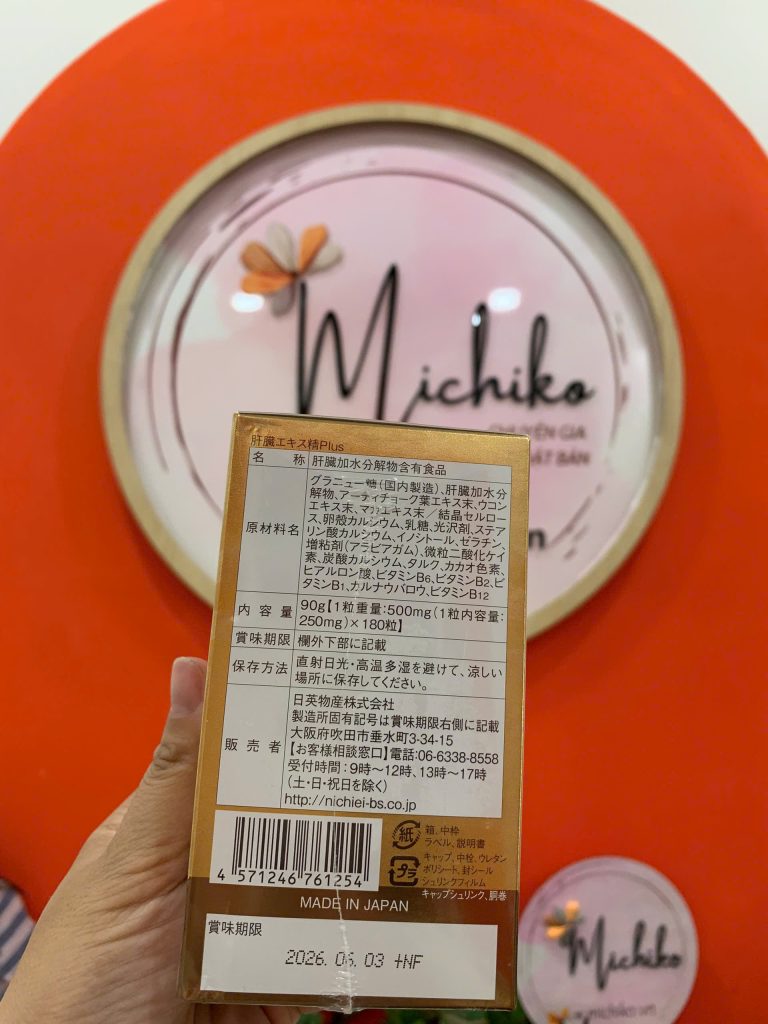 Michiko
CHUYÊN GIA
肝臓エキス精Plus
名 称 肝臓加水分解物含有食品
原材料名
グラニュー糖(国内製造)、肝臓加水分
解物、アーティチョーク葉エキス末、ウコン
エキス末、マカエキス末/結晶セルロー
ス、卵殻カルシウム、乳糖、光沢剤、ステア
リン酸カルシウム、イノシトール、ゼラチン、
増粘剤(アラビアガム)、微粒二酸化ケイ
素、炭酸カルシウム、タルク、カカオ色素、
ヒアルロン酸、ビタミンB6、ビタミンB2、ビ
タミンB1、カルナウバロウ、ビタミンB12
内容量
90g【1粒重量:500mg(1粒内容量:
250mg)×180粒】
賞味期限 欄外下部に記載
保存方法
直射日光・高温多湿を避けて、涼しい
場所に保存してください。
販売者
日英物産株式会社
製造所固有記号は賞味期限右側に記載
大阪府吹田市垂水町3-34-15
【お客様相談窓口】電話:06-6338-8558
受付時間:9時〜12時、13時〜17時
(土・日・祝日を除く)
http://nichiei-bs.co.jp
4 571246 761254
紙
箱、中枠
ラベル、説明書
プラ
キャップ、中栓、ウレタン
ポリシート、封シール
シュリンクフィルム
キャップシュリンク、胴巻
MADE IN JAPAN
賞味期限
2026.06.03 +NF
Michiko